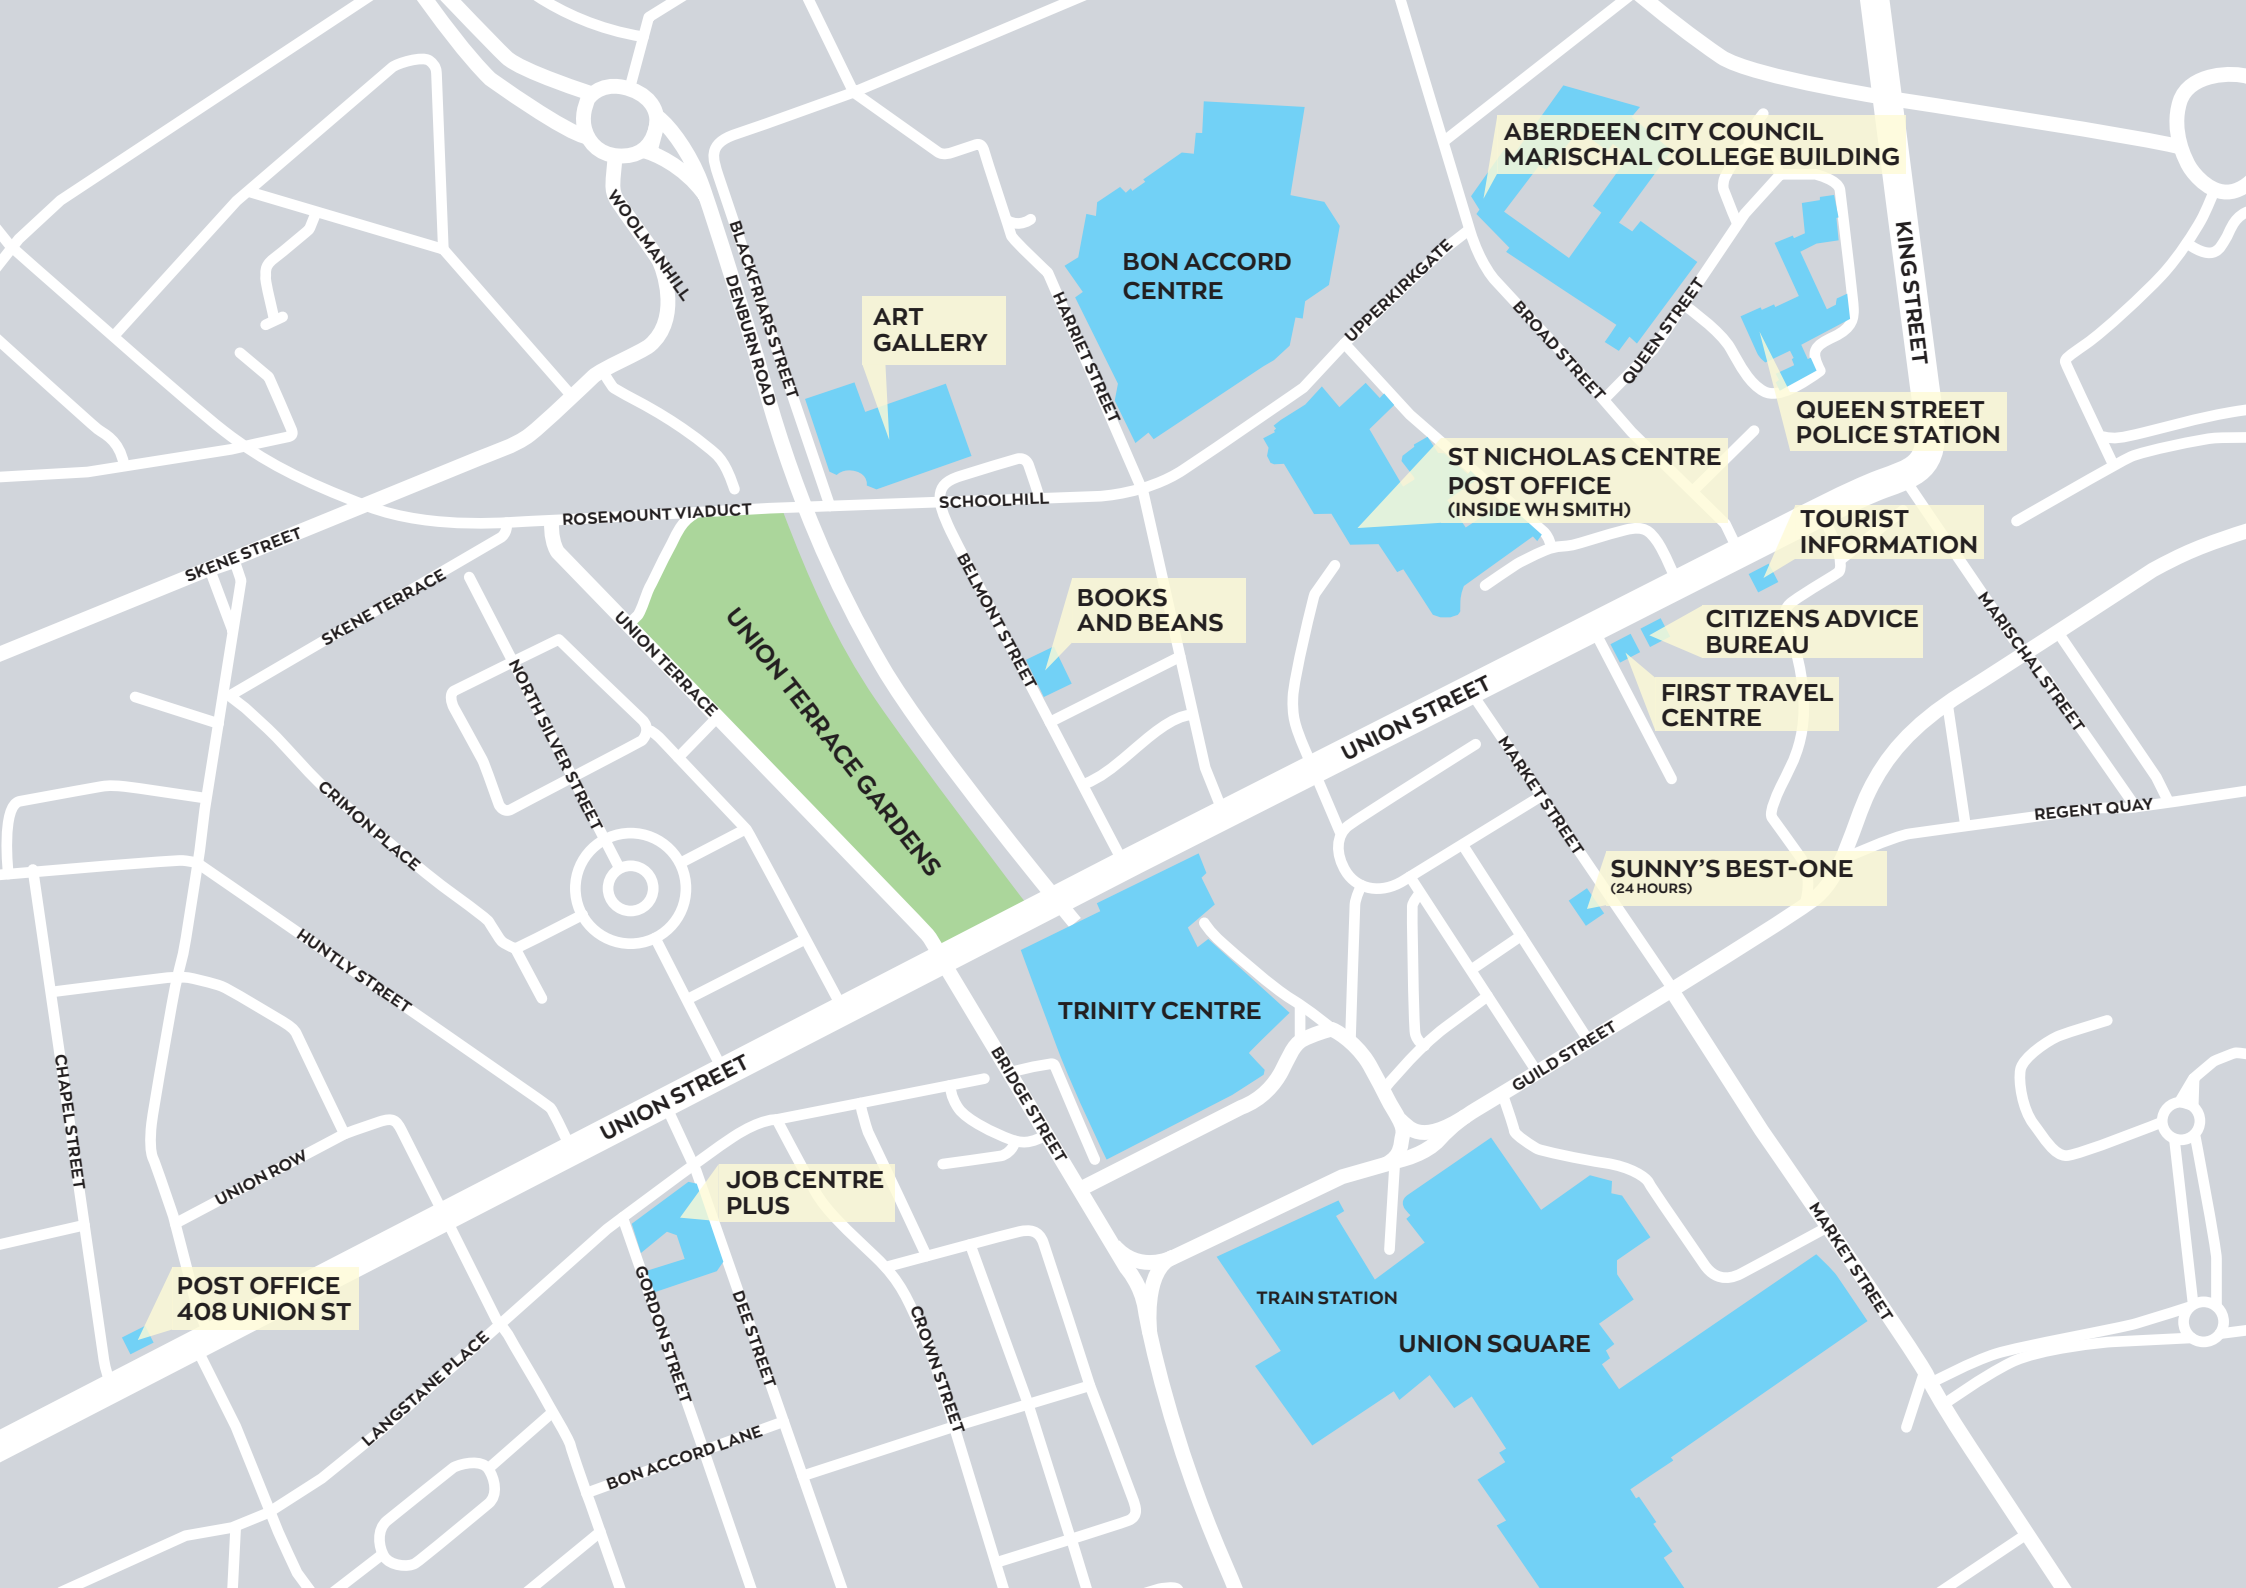 ABERDEEN CITY COUNCIL
MARISCHAL COLLEGE BUILDING
WOOLMANHILL
BLACKFRIARS STREET
DENBURN ROAD
KING STREET
BON ACCORD
CENTRE
UPPERKIRKGATE
HARRIET STREET
ART
GALLERY
BROAD STREET
QUEEN STREET
QUEEN STREET
POLICE STATION
ST NICHOLAS CENTRE
POST OFFICE
(INSIDE WH SMITH)
SCHOOLHILL
ROSEMOUNT VIADUCT
SKENE STREET
TOURIST
INFORMATION
SKENE TERRACE
BELMONT STREET
BOOKS
AND BEANS
UNION TERRACE
UNION TERRACE GARDENS
CITIZENS ADVICE
BUREAU
MARISCHAL STREET
FIRST TRAVEL
CENTRE
NORTH SILVER STREET
UNION STREET
MARKET STREET
CRIMON PLACE
REGENT QUAY
SUNNY’S BEST-ONE
(24 HOURS)
HUNTLY STREET
TRINITY CENTRE
GUILD STREET
BRIDGE STREET
UNION STREET
CHAPEL STREET
UNION ROW
JOB CENTRE
PLUS
MARKET STREET
POST OFFICE
408 UNION ST
GORDON STREET
DEE STREET
CROWN STREET
TRAIN STATION
UNION SQUARE
LANGSTANE PLACE
BON ACCORD LANE